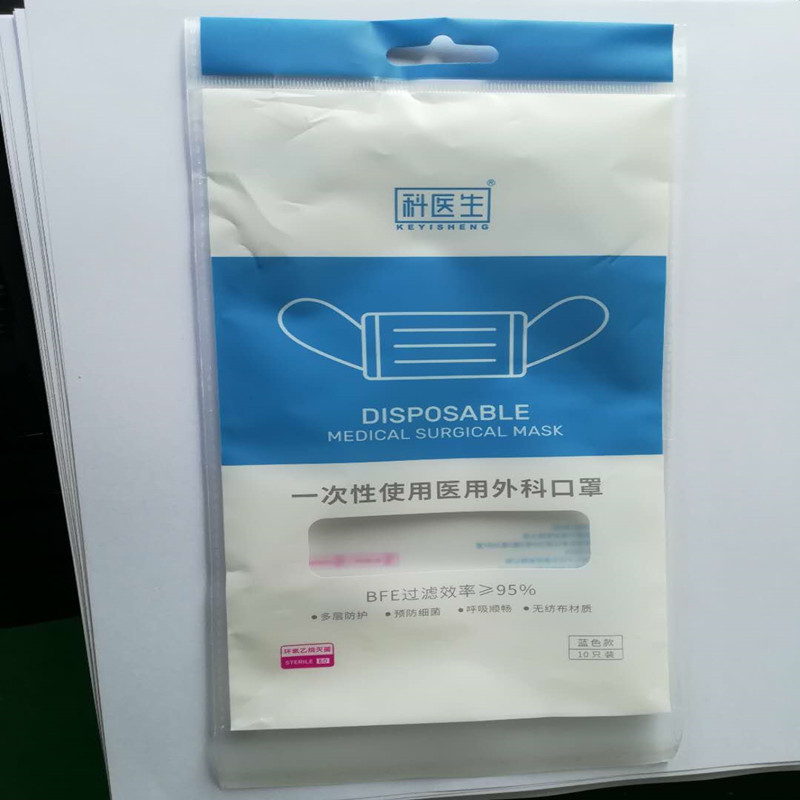 科医生®
KEYISHENG
DISPOSABLE
MEDICAL SURGICAL MASK
一次性使用医用外科口罩
BFE过滤效率≥95%
•多层防护 •预防细菌 •呼吸顺畅 •无纺布材质
环氧乙烷灭菌
STERILE EO
蓝色款
10只装